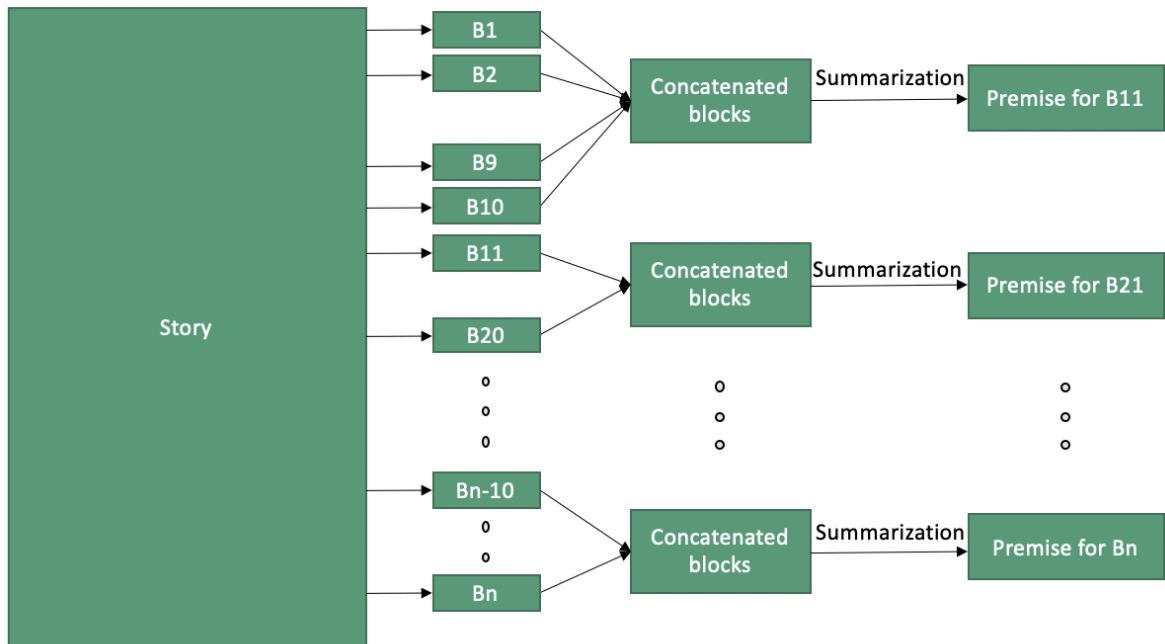 Story
B1
B2
B9
B10
B11
B20
Bn-10
Bn
Concatenated
blocks
Summarization
Premise for B11
Concatenated
blocks
Summarization
Premise for B21
Concatenated
blocks
Summarization
Premise for Bn